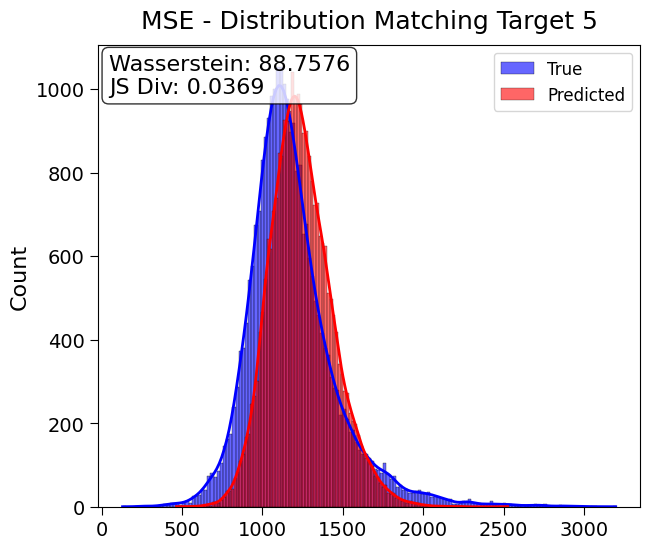 MSE - Distribution Matching Target 5
Wasserstein: 88.7576
JS Div: 0.0369
True
Predicted
Count
1000
800
600
400
200
0
0 500 1000 1500 2000 2500 3000